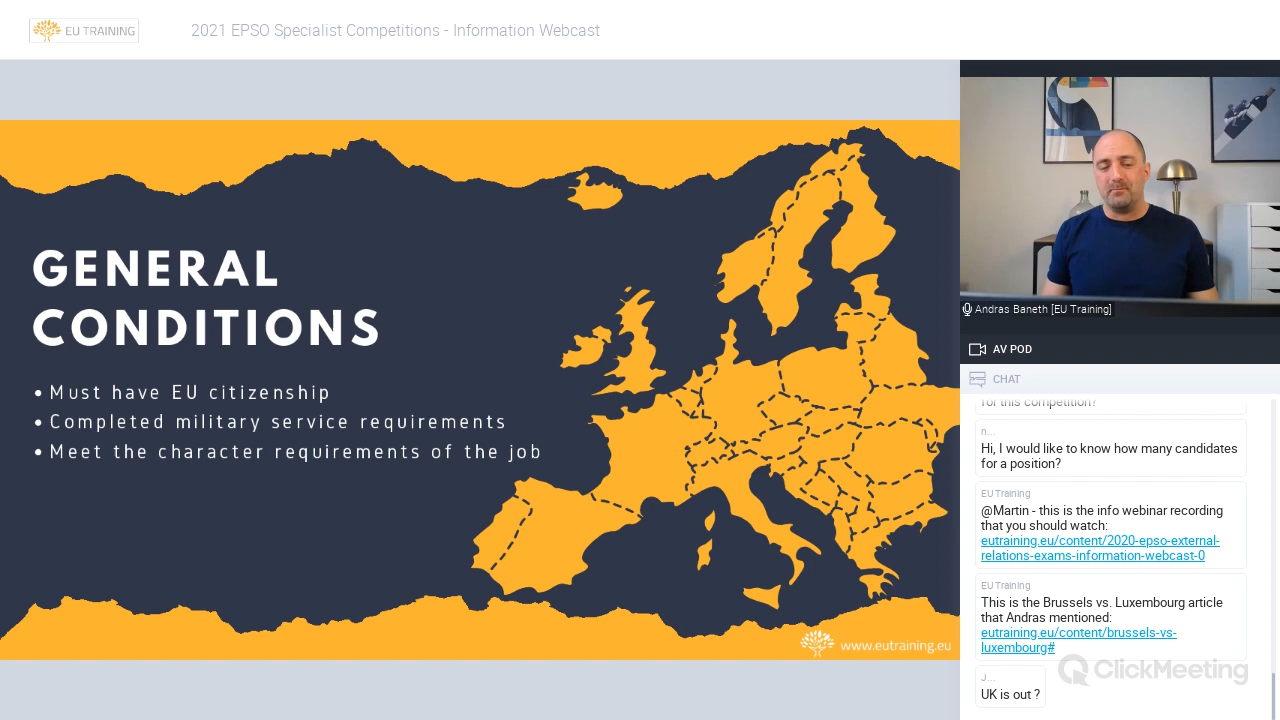 EU TRAINING
2021 EPSO Specialist Competitions - Information Webcast
GENERAL
CONDITIONS
• Must have EU citizenship
• Completed military service requirements
• Meet the character requirements of the job
www.eutraining.eu
Andras Baneth [EU Training]
AV POD
CHAT
for this competition?
n...
Hi, I would like to know how many candidates
for a position?
EU Training
@Martin - this is the info webinar recording
that you should watch:
eutraining.eu/content/2020-epso-external-
relations-exams-information-webcast-0
EU Training
This is the Brussels vs. Luxembourg article
that Andras mentioned:
eutraining.eu/content/brussels-vs-
luxembourg#
J...
UK is out ?
ClickMeeting